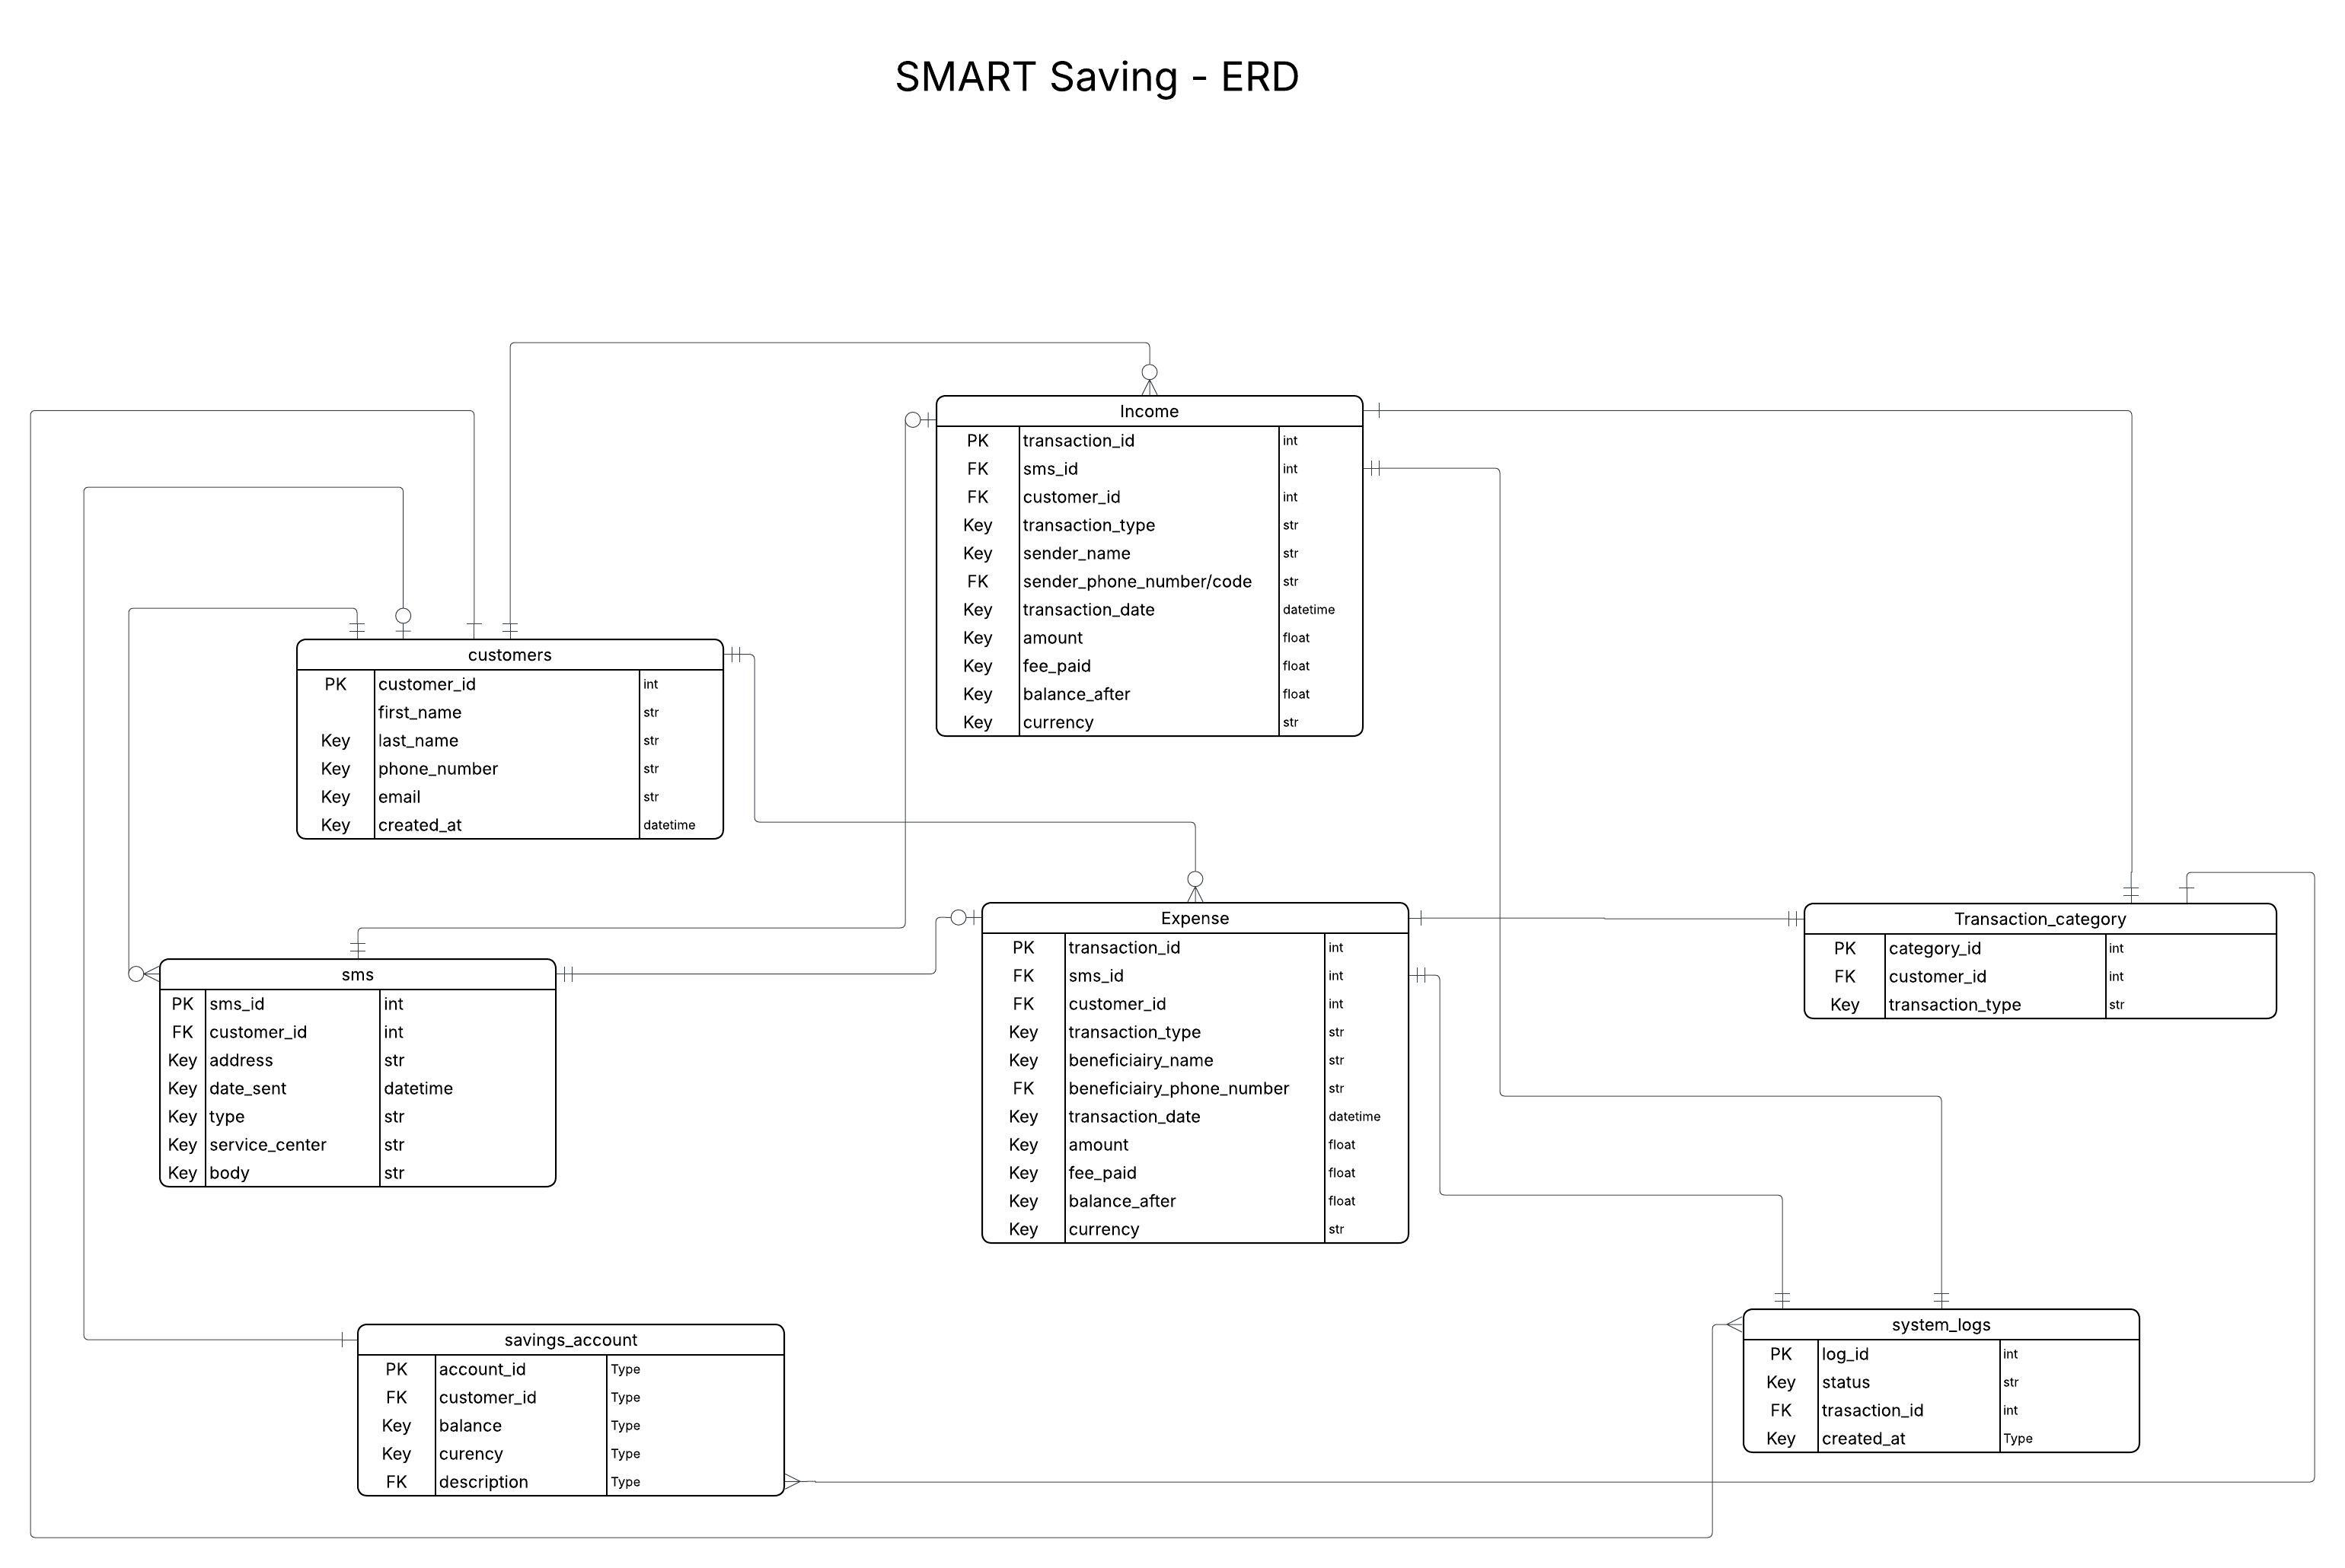 SMART Saving - ERD
Income
PK transaction_id int
FK sms_id int
FK customer_id int
Key transaction_type str
Key sender_name str
FK sender_phone_number/code str
Key transaction_date datetime
Key amount float
Key fee_paid float
Key balance_after float
Key currency str
customers
PK customer_id int
first_name str
Key last_name str
Key phone_number str
Key email str
Key created_at datetime
Expense
PK transaction_id int
FK sms_id int
FK customer_id int
Key transaction_type str
Key beneficiairy_name str
FK beneficiairy_phone_number str
Key transaction_date datetime
Key amount float
Key fee_paid float
Key balance_after float
Key currency str
Transaction_category
PK category_id int
FK customer_id int
Key transaction_type str
sms
PK sms_id int
FK customer_id int
Key address str
Key date_sent datetime
Key type str
Key service_center str
Key body str
savings_account
PK account_id Type
FK customer_id Type
Key balance Type
Key curency Type
FK description Type
system_logs
PK log_id int
Key status str
FK trasaction_id int
Key created_at Type